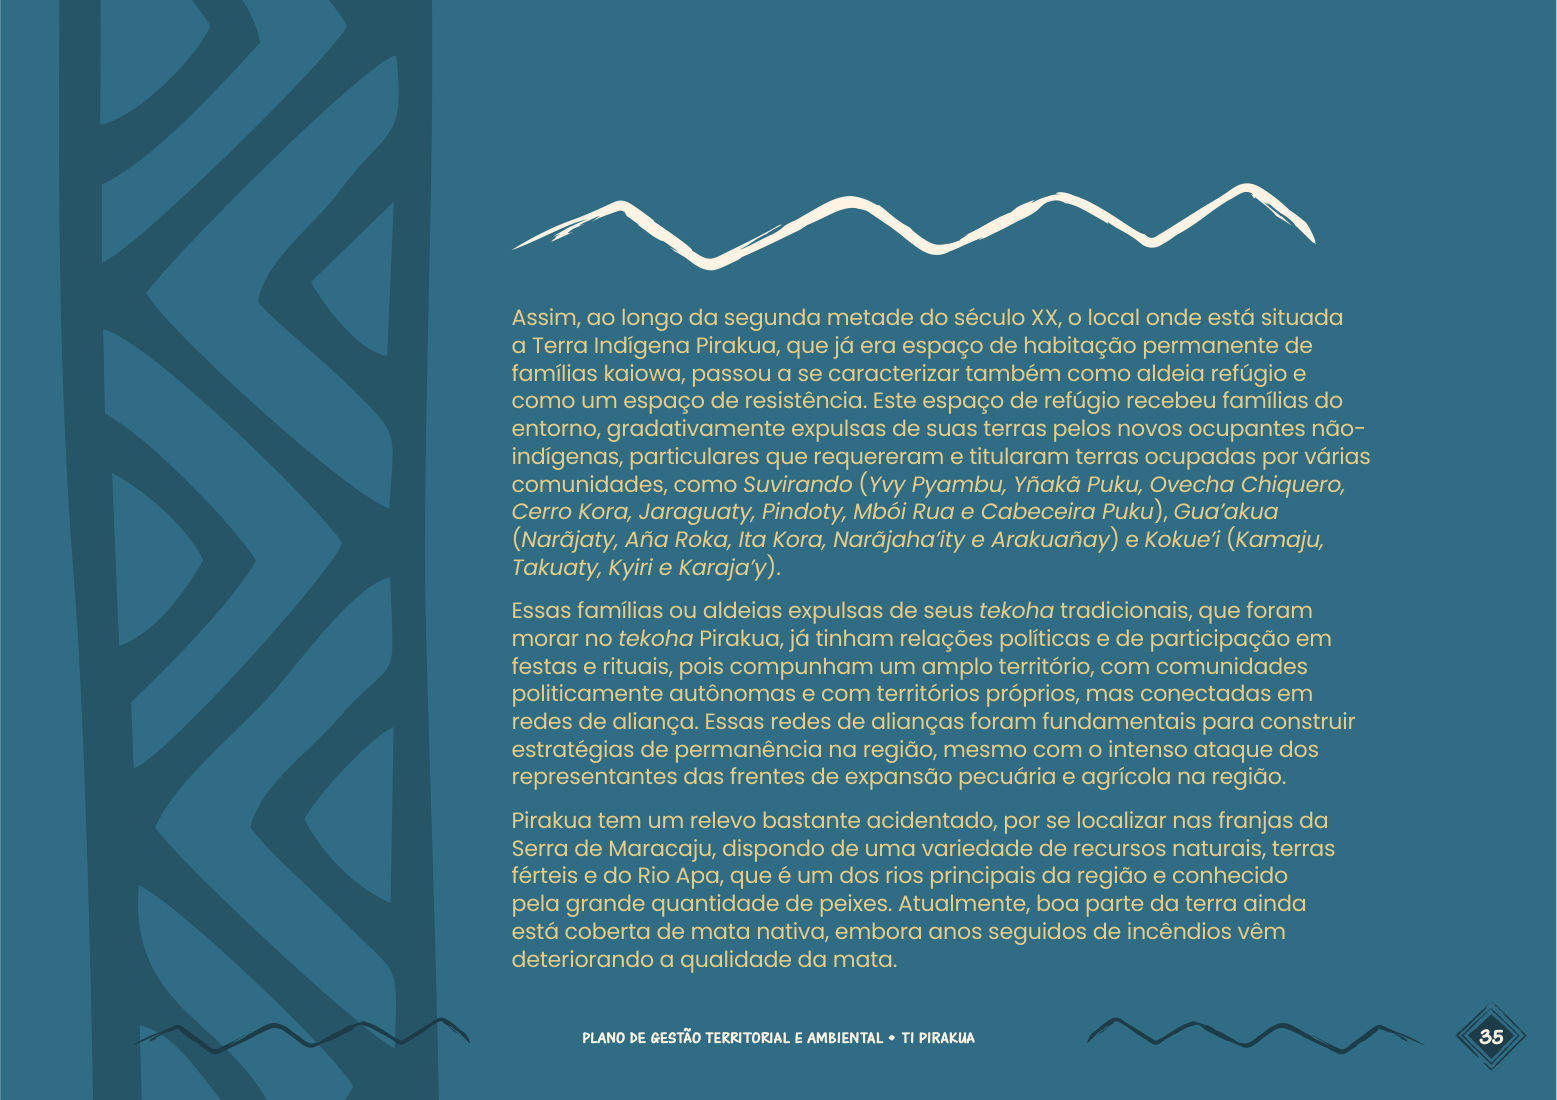 Assim, ao longo da segunda metade do século XX, o local onde está situada
a Terra Indígena Pirakua, que já era espaço de habitação permanente de
famílias kaiowa, passou a se caracterizar também como aldeia refúgio e
como um espaço de resistência. Este espaço de refúgio recebeu famílias do
entorno, gradativamente expulsas de suas terras pelos novos ocupantes não-
indígenas, particulares que requereram e titularam terras ocupadas por várias
comunidades, como Suvirando (Yvy Pyambu, Yñakã Puku, Ovecha Chiquero,
Cerro Kora, Jaraguaty, Pindoty, Mbói Rua e Cabeceira Puku), Gua’akua
(Narãjaty, Aña Roka, Ita Kora, Narãjaha’ity e Arakuañay) e Kokue’i (Kamaju,
Takuaty, Kyiri e Karaja’y).
Essas famílias ou aldeias expulsas de seus tekoha tradicionais, que foram
morar no tekoha Pirakua, já tinham relações políticas e de participação em
festas e rituais, pois compunham um amplo território, com comunidades
politicamente autônomas e com territórios próprios, mas conectadas em
redes de aliança. Essas redes de alianças foram fundamentais para construir
estratégias de permanência na região, mesmo com o intenso ataque dos
representantes das frentes de expansão pecuária e agrícola na região.
Pirakua tem um relevo bastante acidentado, por se localizar nas franjas da
Serra de Maracaju, dispondo de uma variedade de recursos naturais, terras
férteis e do Rio Apa, que é um dos rios principais da região e conhecido
pela grande quantidade de peixes. Atualmente, boa parte da terra ainda
está coberta de mata nativa, embora anos seguidos de incêndios vêm
deteriorando a qualidade da mata.
PLANO DE GESTÃO TERRITORIAL E AMBIENTAL • TI PIRAKUA
35